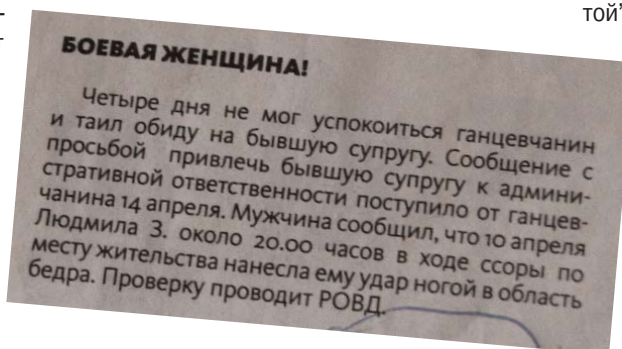 той"
БОЕВАЯ ЖЕНЩИНА!
Четыре дня не мог успокоиться ганцевчанин
и таил обиду на бывшую супругу. Сообщение с
просьбой привлечь бывшую супругу к админи-
стративной ответственности поступило от ганцев-
чанина 14 апреля. Мужчина сообщил, что 10 апреля
Людмила З. около 20.00 часов в ходе ссоры по
месту жительства нанесла ему удар ногой в область
бедра. Проверку проводит РОВД.